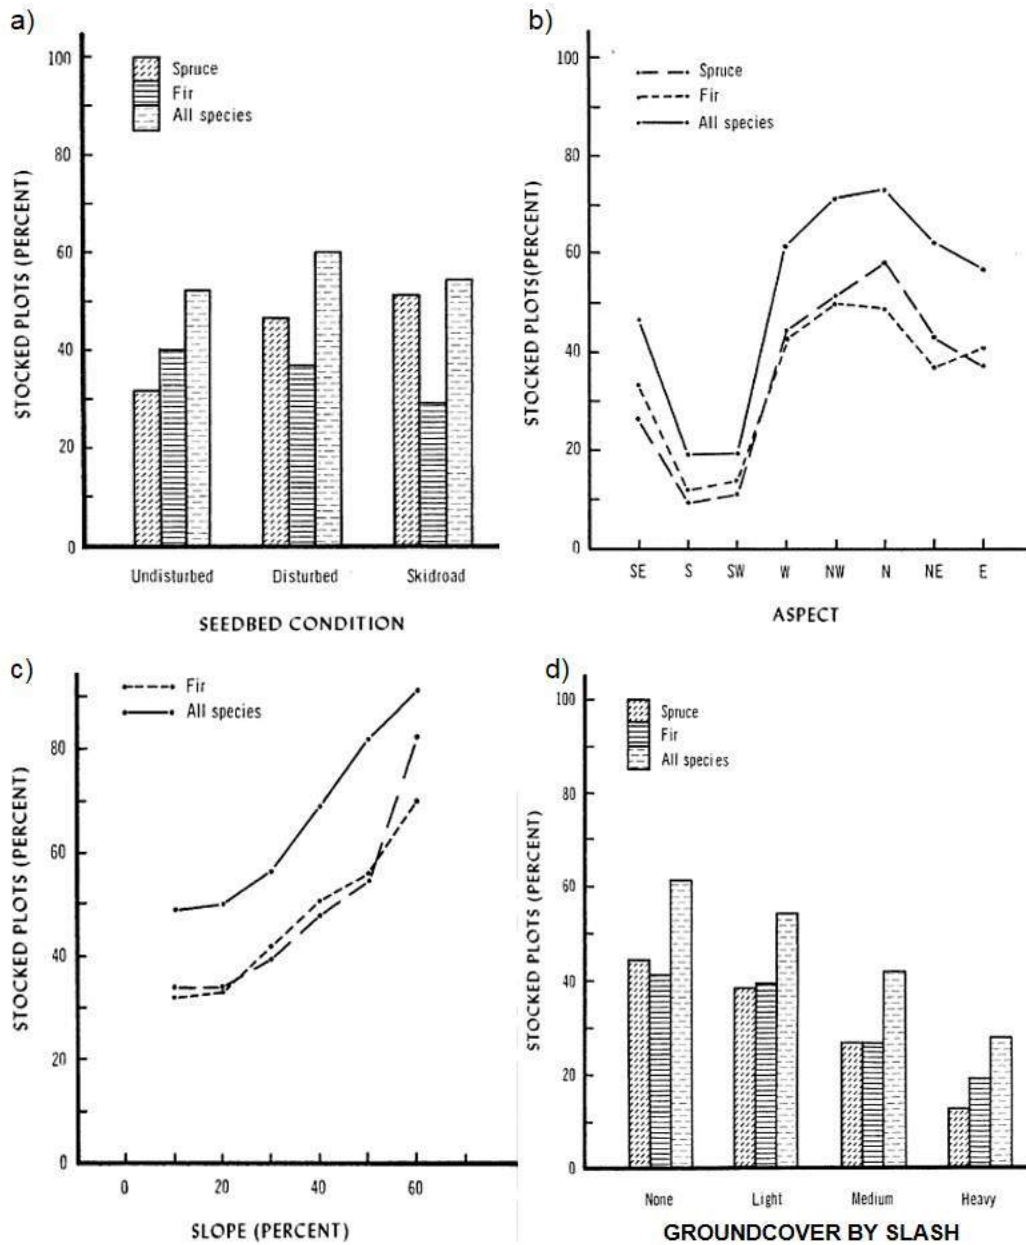 a)
100
80
60
40
20
0
STOCKED PLOTS (PERCENT)
Spruce
Fir
All species
Undisturbed Disturbed Skidroad
SEEDBED CONDITION
b)
100
80
60
40
20
0
STOCKED PLOTS(PERCENT)
Spruce
Fir
All species
SE S SW W NW N NE E
ASPECT
c)
80
60
40
20
0
STOCKED PLOTS (PERCENT)
Fir
All species
0 20 40 60
SLOPE (PERCENT)
d)
100
80
60
40
20
0
STOCKED PLOTS (PERCENT)
Spruce
Fir
All species
None Light Medium Heavy
GROUNDCOVER BY SLASH